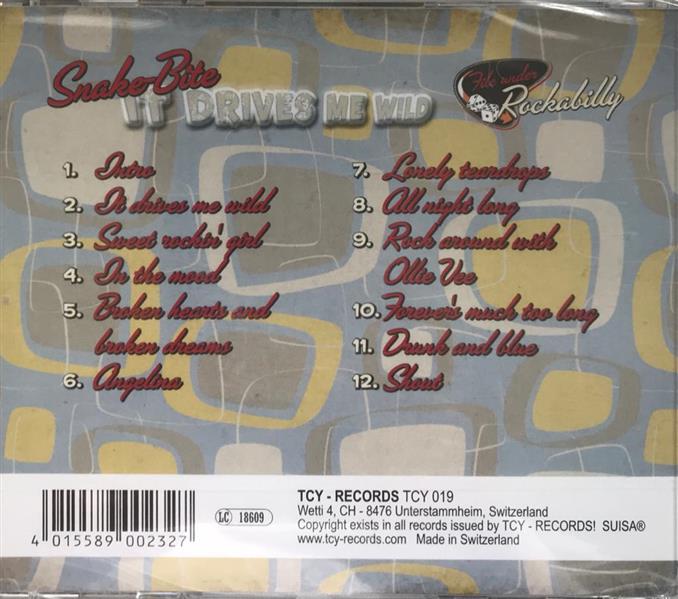 Snake-Bite
IT DRIVES ME WILD
File under
Rockabilly
1. Intro
2. It drives me wild
3. Sweet rockin' girl
4. In the mood
5. Broken hearts and
broken dreams
6. Angelina
7. Lonely teardrops
8. All night long
9. Rock around with
Ollie Vee
10. Forever's much too long
11. Drunk and blue
12. Shout
4 015589 002327
LC 18609
TCY - RECORDS TCY 019
Wetti 4, CH - 8476 Unterstammheim, Switzerland
Copyright exists in all records issued by TCY - RECORDS! SUISA®
www.tcy-records.com Made in Switzerland